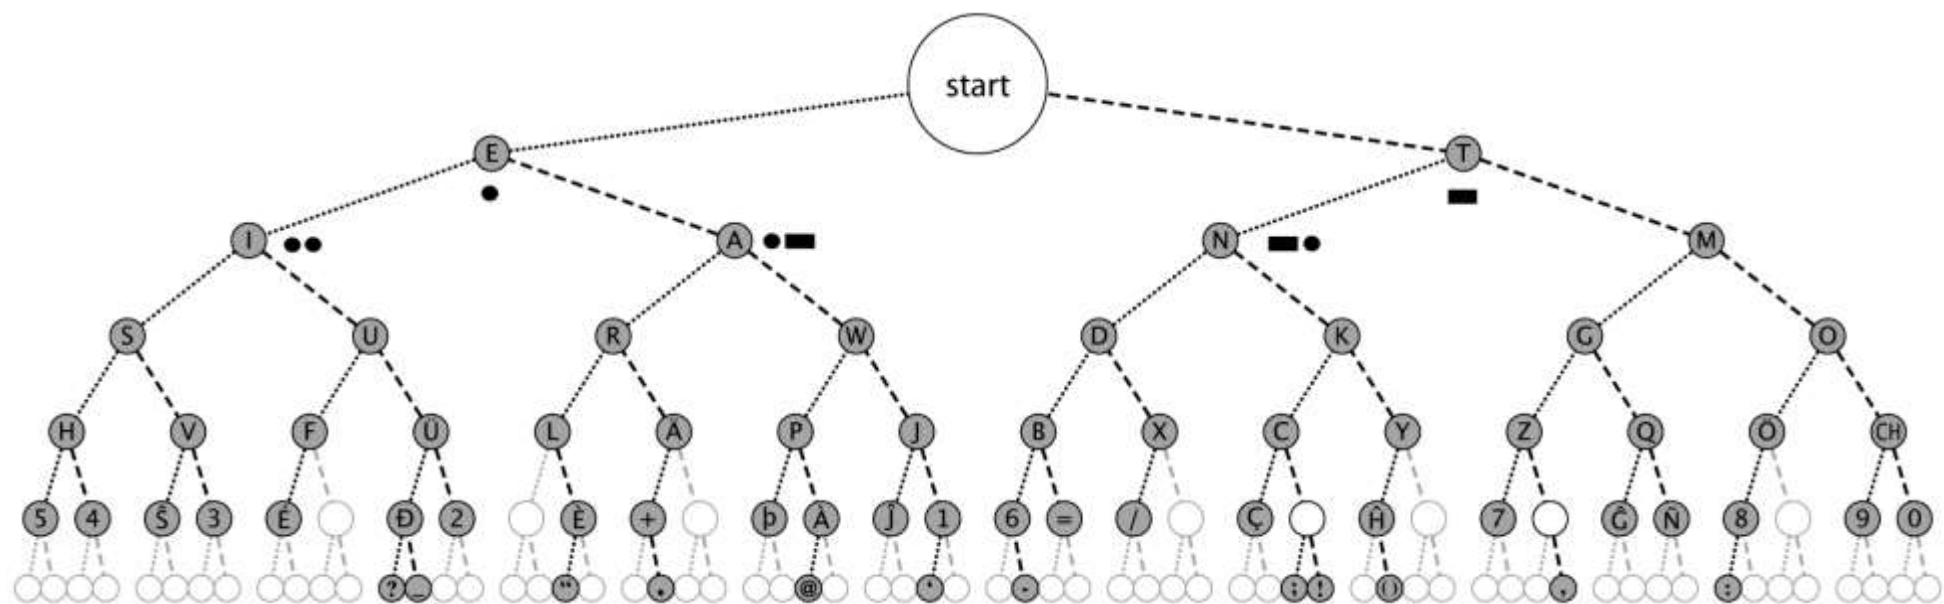 start
E T
I A N M
S U R W D K G O
H V F Ü L Ä P J B X C Y Z Q Ö CH
5 4 Ŝ 3 É Đ 2 È + þ À Ĵ 1 6 = / Ç Ĥ 7 Ĝ Ñ 8 9 0
? _ “ . @ ' - ; ! () , :